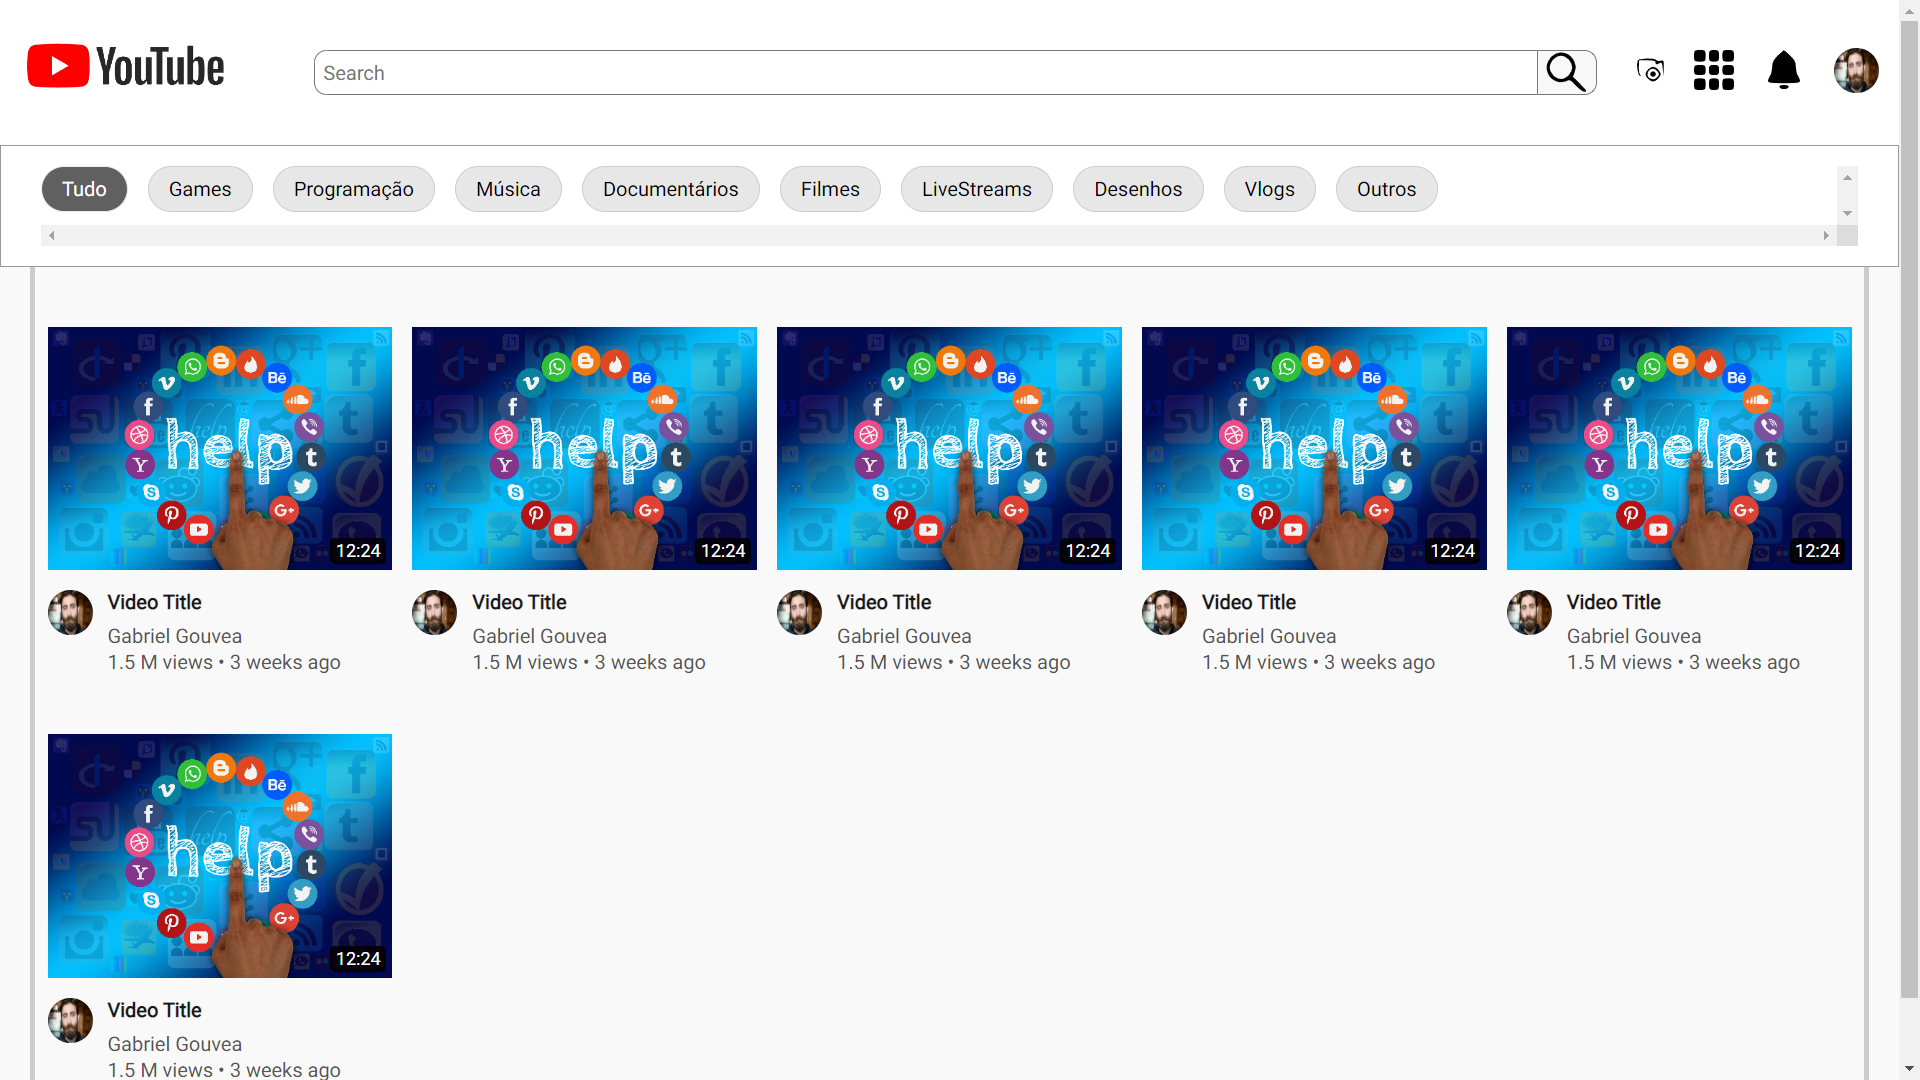 YouTube
Search
Tudo Games Programação Música Documentários Filmes LiveStreams Desenhos Vlogs Outros
help help help help help
12:24 12:24 12:24 12:24 12:24
Video Title Video Title Video Title Video Title Video Title
Gabriel Gouvea Gabriel Gouvea Gabriel Gouvea Gabriel Gouvea Gabriel Gouvea
1.5 M views • 3 weeks ago 1.5 M views • 3 weeks ago 1.5 M views • 3 weeks ago 1.5 M views • 3 weeks ago 1.5 M views • 3 weeks ago
help
12:24
Video Title
Gabriel Gouvea
1.5 M views • 3 weeks ago